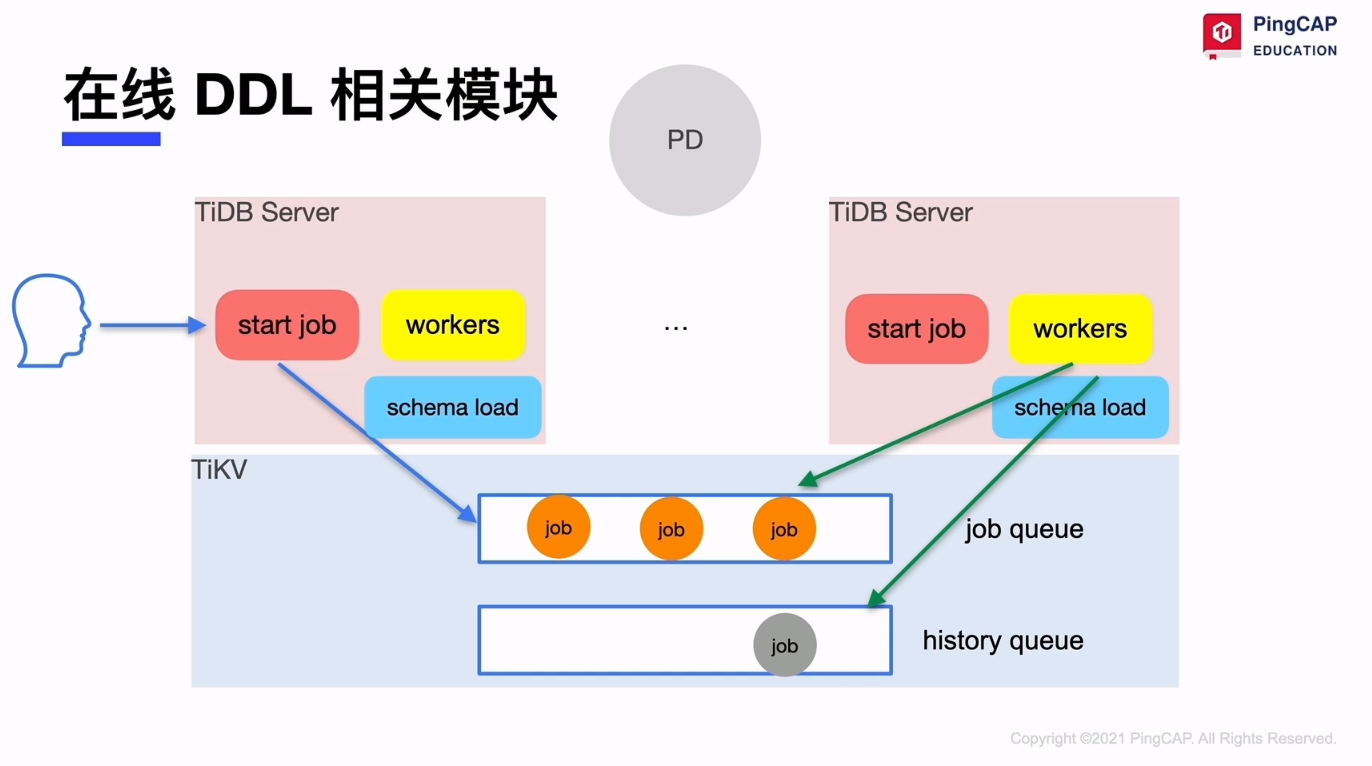 PingCAP
EDUCATION
在线 DDL 相关模块
PD
TiDB Server
TiDB Server
start job
workers
...
start job
workers
schema load
schema load
TiKV
job
job
job
job queue
job
history queue
Copyright ©2021 PingCAP. All Rights Reserved.